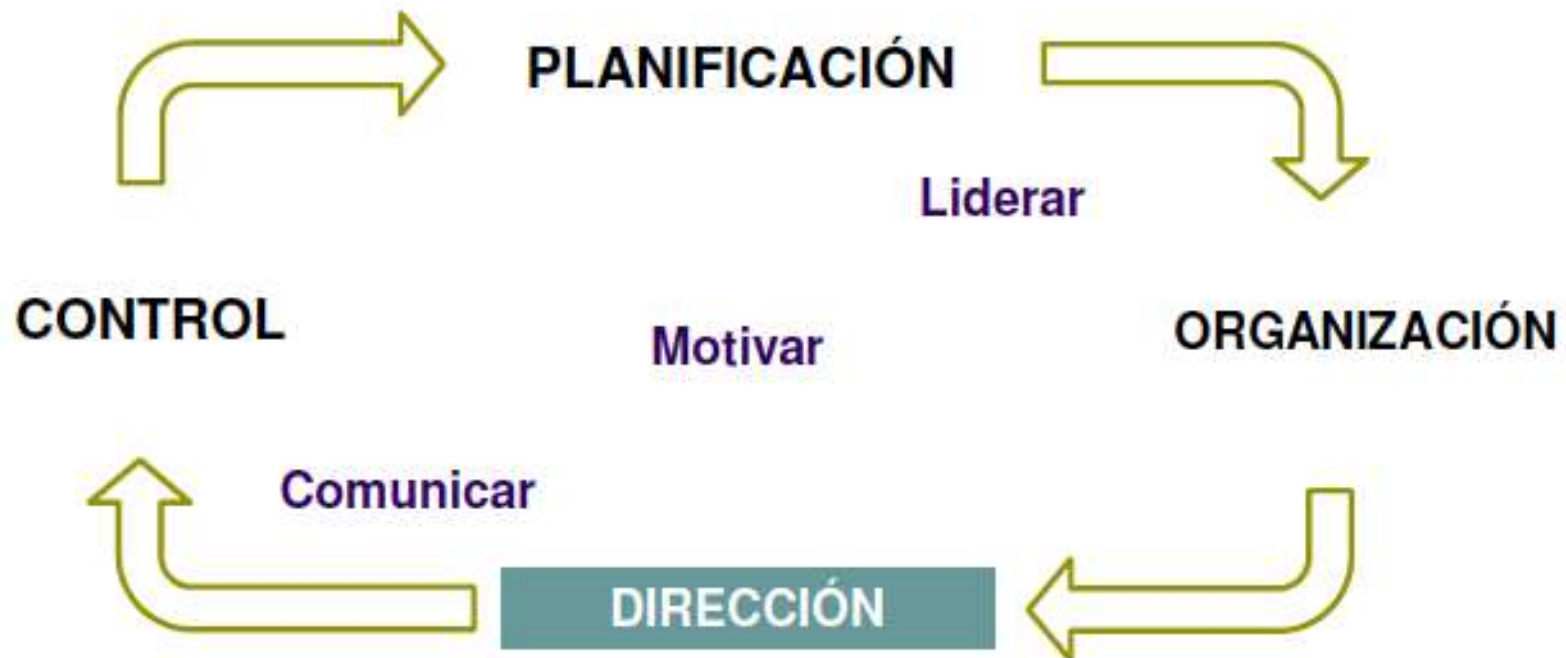 PLANIFICACIÓN
Liderar
CONTROL
Motivar
ORGANIZACIÓN
Comunicar
DIRECCIÓN